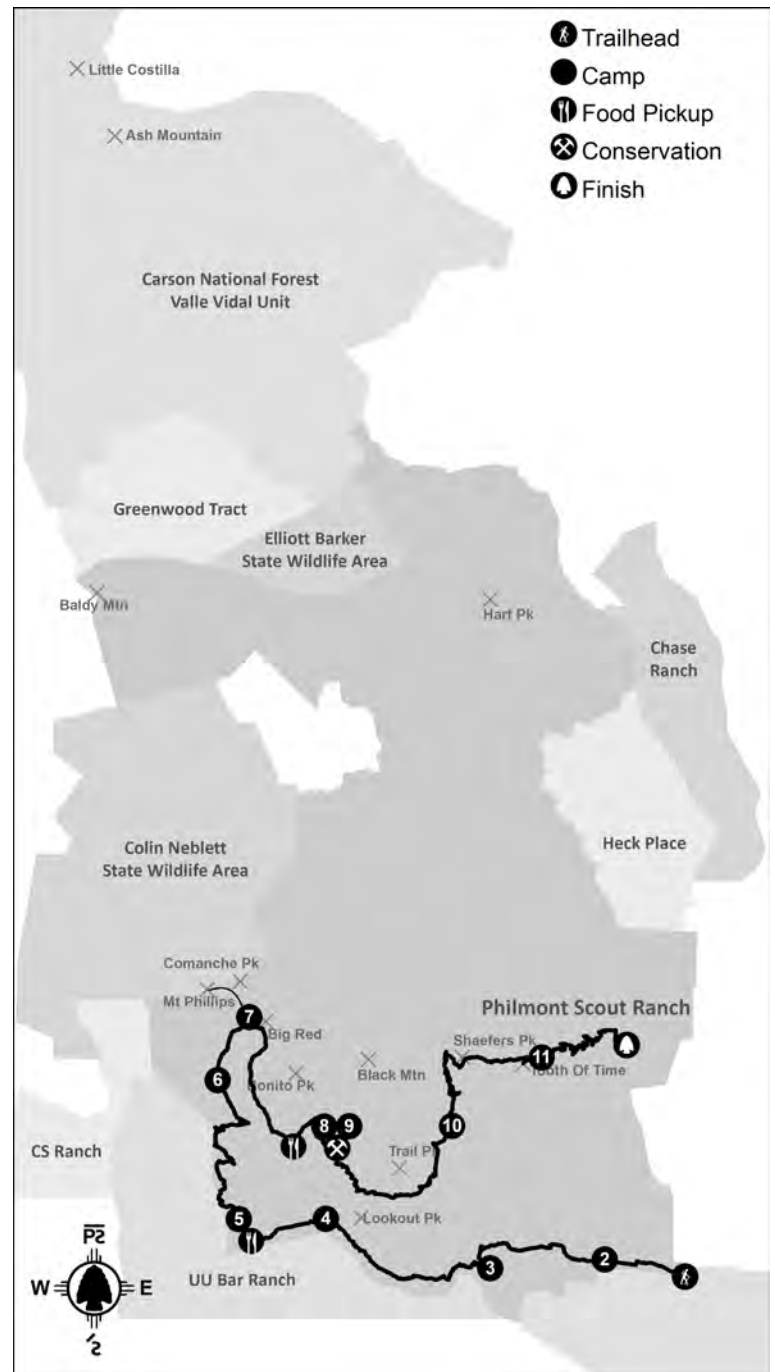 Trailhead
Camp
Food Pickup
Conservation
Finish
Little Costilla
Ash Mountain
Carson National Forest
Valle Vidal Unit
Greenwood Tract
Elliott Barker
State Wildlife Area
Baldy Mtn
Hart Pk
Chase
Ranch
Heck Place
Colin Neblett
State Wildlife Area
Comanche Pk
Mt Phillips
7
Big Red
Philmont Scout Ranch
Shaefers Pk
11
Tooth Of Time
Black Mtn
Bonito Pk
6
8
9
10
CS Ranch
Trail Pk
5
4
Lookout Pk
3
2
UU Bar Ranch
W
E